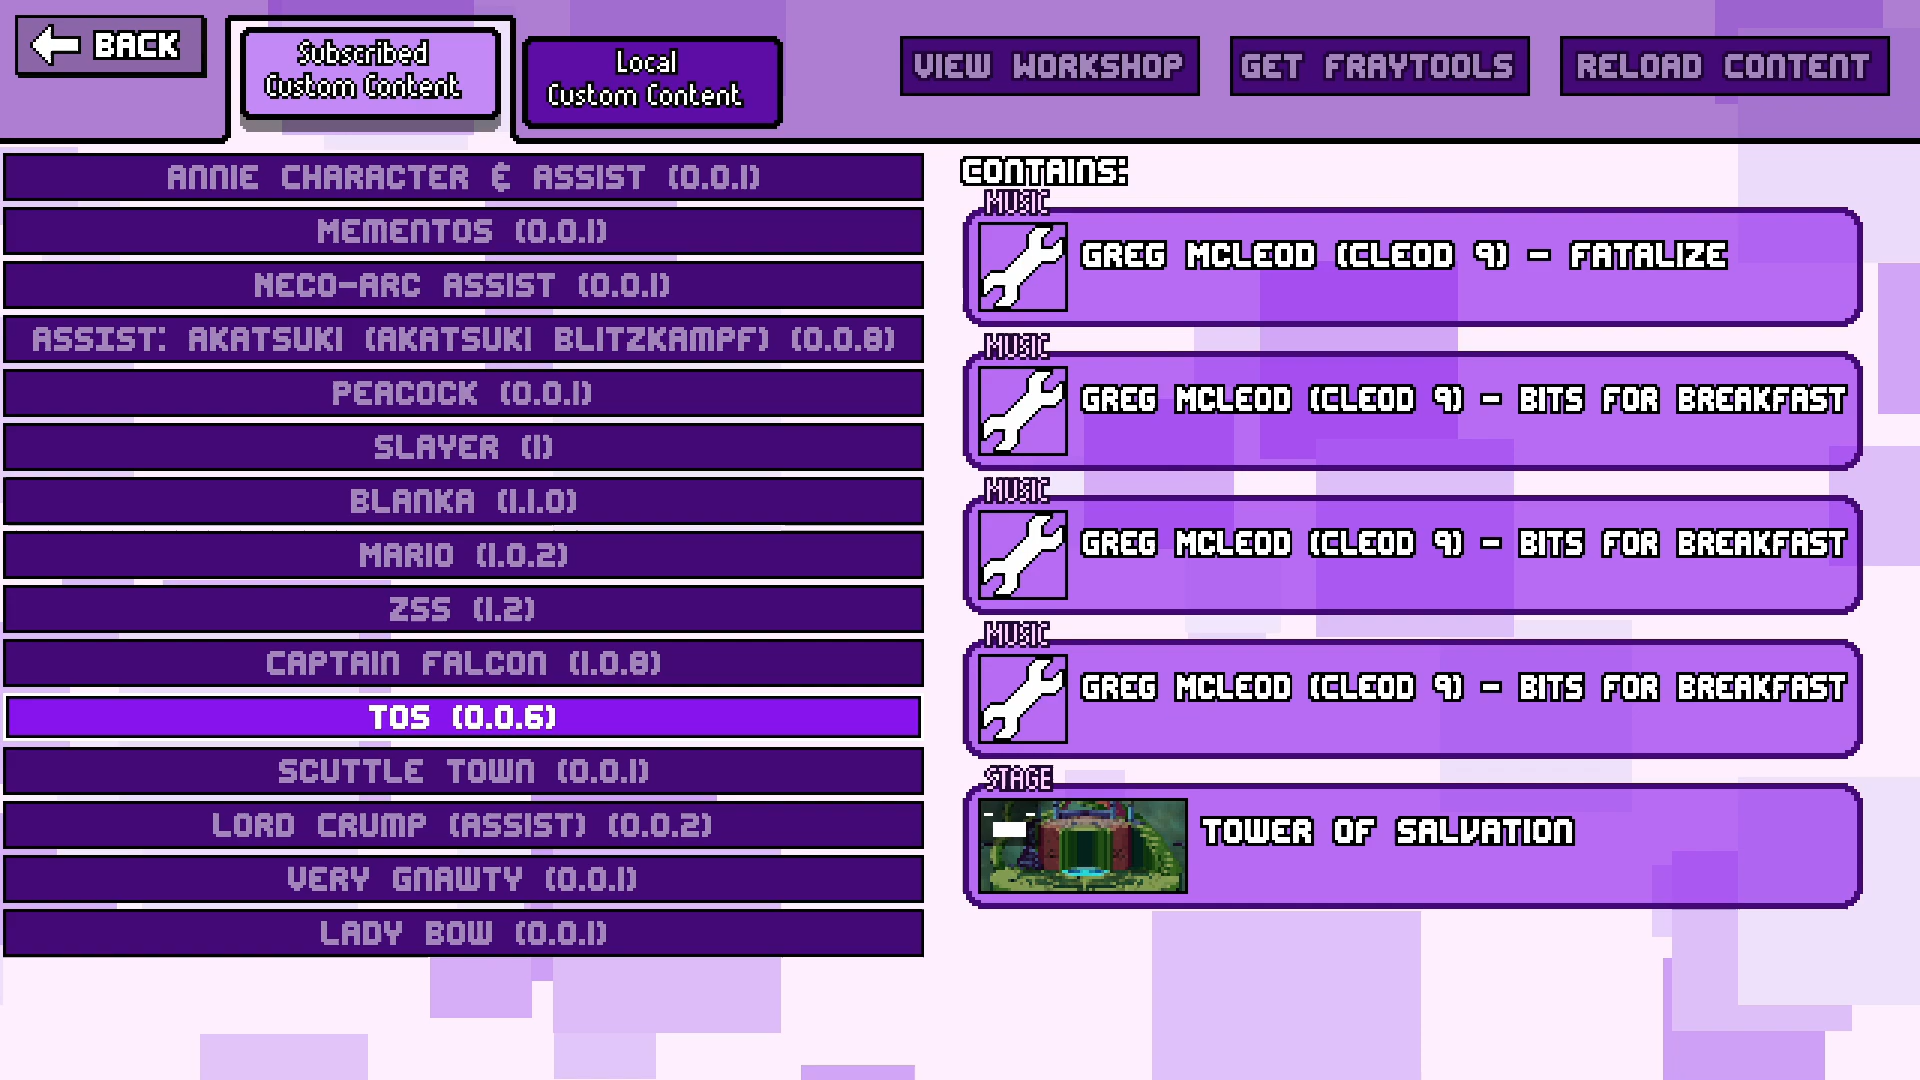 BACK
Subscribed
Custom Content
Local
Custom Content
VIEW WORKSHOP
GET FRAYTOOLS
RELOAD CONTENT
ANNIE CHARACTER & ASSIST (0.0.1)
MEMENTOS (0.0.1)
NECO-ARC ASSIST (0.0.1)
ASSIST: AKATSUKI (AKATSUKI BLITZKAMPF) (0.0.8)
PEACOCK (0.0.1)
SLAYER (1)
BLANKA (1.1.0)
MARIO (1.0.2)
ZSS (1.2)
CAPTAIN FALCON (1.0.8)
TOS (0.0.6)
SCUTTLE TOWN (0.0.1)
LORD CRUMP (ASSIST) (0.0.2)
VERY GNAWTY (0.0.1)
LADY BOW (0.0.1)
CONTAINS:
MUSIC
GREG MCLEOD (CLEOD 9) - FATALIZE
MUSIC
GREG MCLEOD (CLEOD 9) - BITS FOR BREAKFAST
MUSIC
GREG MCLEOD (CLEOD 9) - BITS FOR BREAKFAST
MUSIC
GREG MCLEOD (CLEOD 9) - BITS FOR BREAKFAST
STAGE
TOWER OF SALVATION